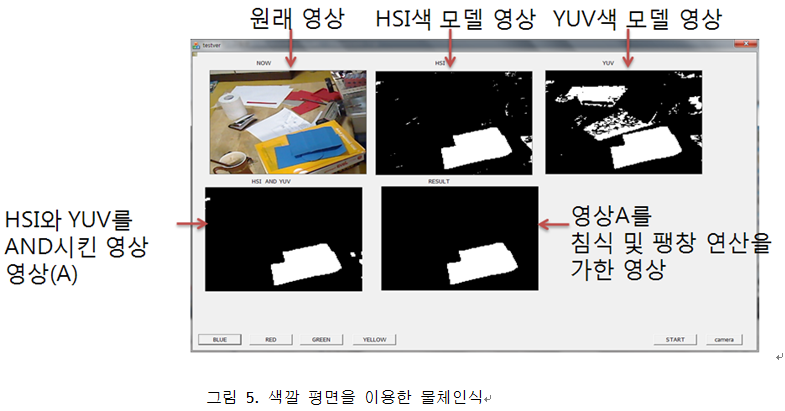 원래 영상 HSI색 모델 영상 YUV색 모델 영상
testver
NOW HSI YUV
HSI AND YUV RESULT
HSI와 YUV를
AND시킨 영상
영상(A)
영상A를
침식 및 팽창 연산을
가한 영상
BLUE RED GREEN YELLOW START camera
그림 5. 색깔 평면을 이용한 물체인식